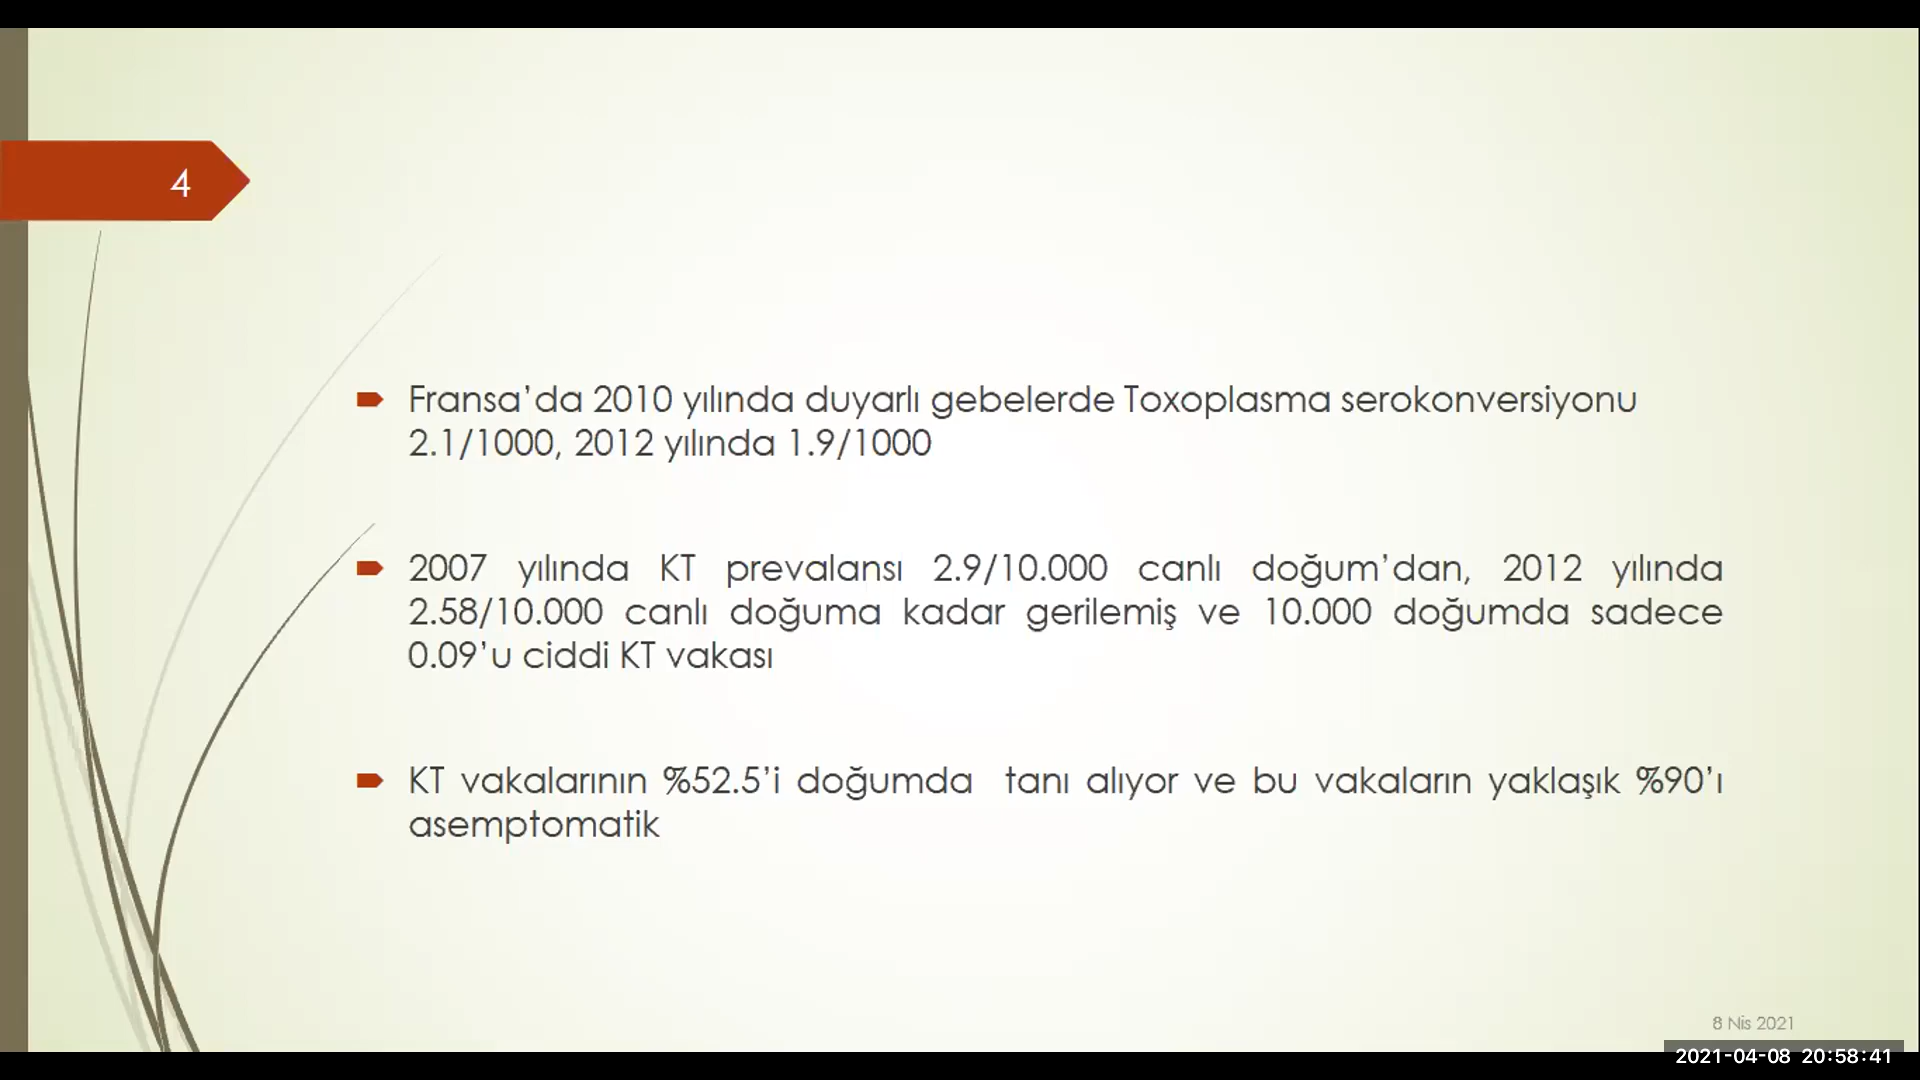 4
Fransa’da 2010 yılında duyarlı gebelerde Toxoplasma serokonversiyonu
2.1/1000, 2012 yılında 1.9/1000
2007 yılında KT prevalansı 2.9/10.000 canlı doğum’dan, 2012 yılında
2.58/10.000 canlı doğuma kadar gerilemiş ve 10.000 doğumda sadece
0.09’u ciddi KT vakası
KT vakalarının %52.5’i doğumda tanı alıyor ve bu vakaların yaklaşık %90’ı
asemptomatik
8 Nis 2021
2021-04-08 20:58:41